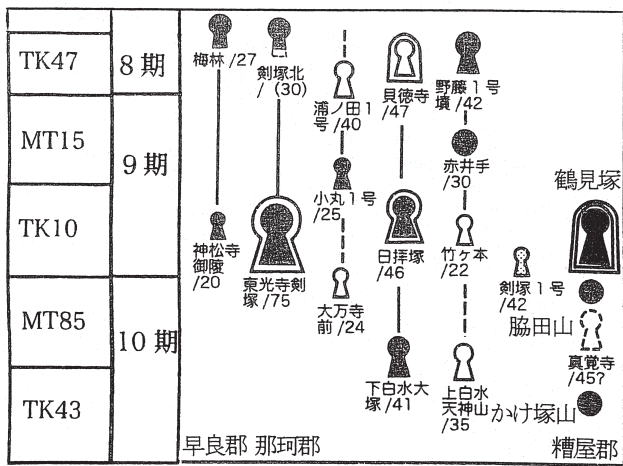 TK47
MT15
TK10
MT85
TK43
8期
9期
10期
梅林 /27
神松寺
御陵
/20
剣塚北
/ (30)
東光寺剣
塚 /75
浦ノ田1
号 /40
小丸1号
/25
大万寺
前 /24
貝徳寺
/47
日拝塚
/46
下白水大
塚 /41
野藤1号
墳 /42
赤井手
/30
竹ヶ本
/22
上白水
天神山
/35
剣塚1号
/42
鶴見塚
脇田山
真覚寺
/45?
かけ塚山
早良郡 那珂郡
糟屋郡